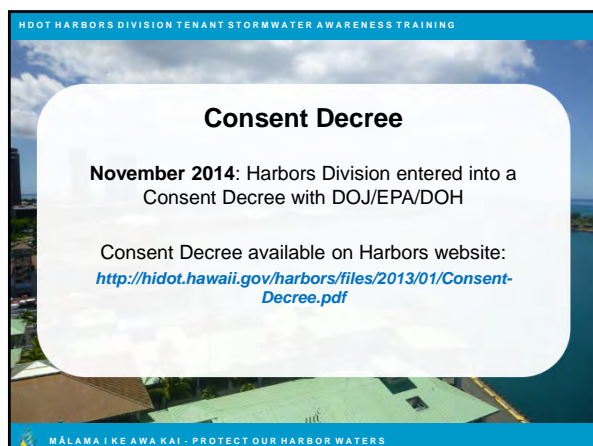 HDOT HARBORS DIVISION TENANT STORMWATER AWARENESS TRAINING
Consent Decree
November 2014: Harbors Division entered into a
Consent Decree with DOJ/EPA/DOH
Consent Decree available on Harbors website:
http://hidot.hawaii.gov/harbors/files/2013/01/Consent-
Decree.pdf
MĀLAMA I KE AWA KAI - PROTECT OUR HARBOR WATERS